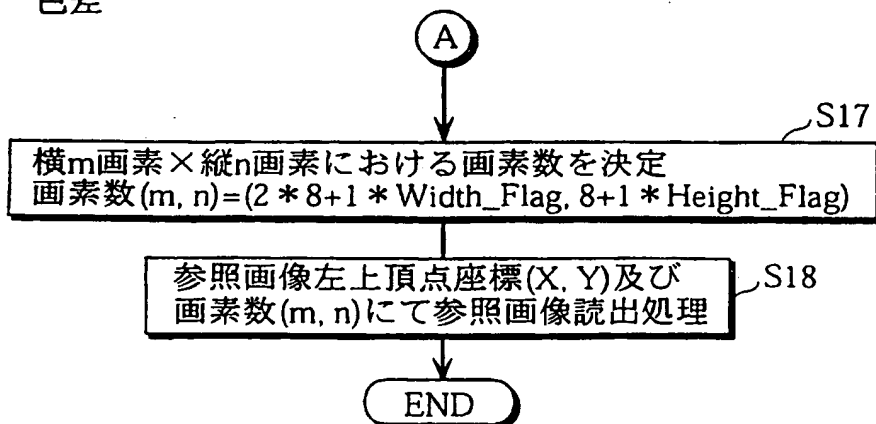 色差
A
S17
横m画素×縦n画素における画素数を決定
画素数(m, n)=(2*8+1*Width_Flag, 8+1*Height_Flag)
参照画像左上頂点座標(X, Y)及び
S18
画素数(m, n)にて参照画像読出処理
END